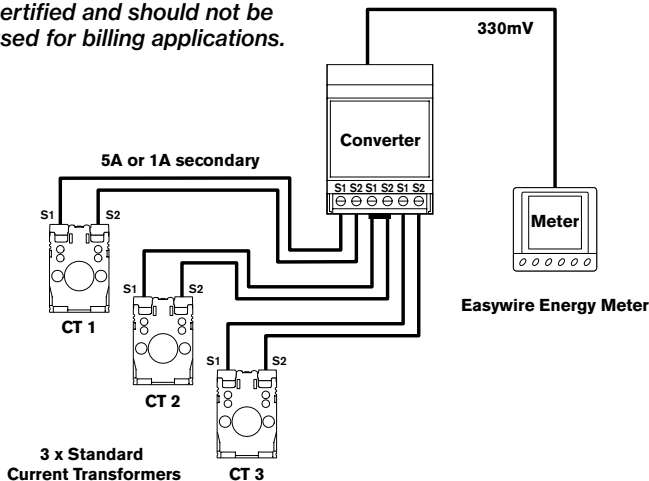 ertified and should not be
sed for billing applications.
330mV
Converter
5A or 1A secondary
S1 S2 S1 S2 S1 S2
S1 S2
Meter
CT 1
Easywire Energy Meter
S1 S2
CT 2
S1 S2
3 x Standard
Current Transformers
CT 3